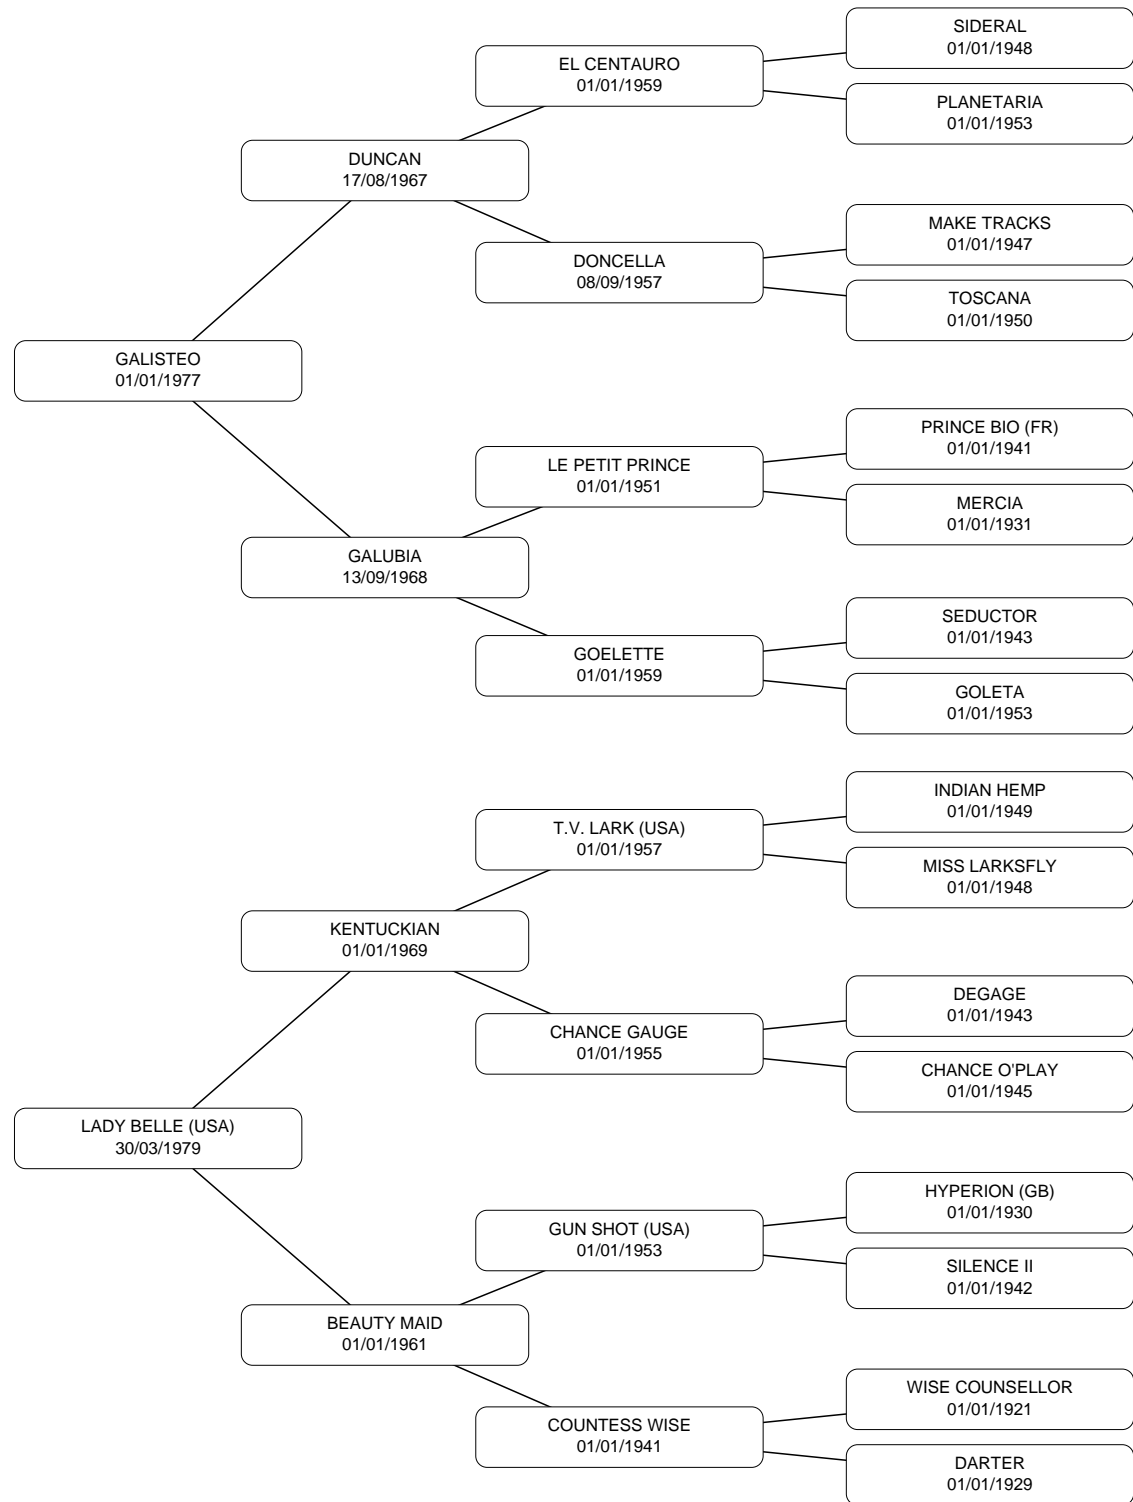 SIDERAL
01/01/1948
EL CENTAURO
01/01/1959
PLANETARIA
01/01/1953
DUNCAN
17/08/1967
MAKE TRACKS
01/01/1947
DONCELLA
08/09/1957
TOSCANA
01/01/1950
GALISTEO
01/01/1977
PRINCE BIO (FR)
01/01/1941
LE PETIT PRINCE
01/01/1951
MERCIA
01/01/1931
GALUBIA
13/09/1968
SEDUCTOR
01/01/1943
GOELETTE
01/01/1959
GOLETA
01/01/1953
INDIAN HEMP
01/01/1949
T.V. LARK (USA)
01/01/1957
MISS LARKSFLY
01/01/1948
KENTUCKIAN
01/01/1969
DEGAGE
01/01/1943
CHANCE GAUGE
01/01/1955
CHANCE O'PLAY
01/01/1945
LADY BELLE (USA)
30/03/1979
HYPERION (GB)
01/01/1930
GUN SHOT (USA)
01/01/1953
SILENCE II
01/01/1942
BEAUTY MAID
01/01/1961
WISE COUNSELLOR
01/01/1921
COUNTESS WISE
01/01/1941
DARTER
01/01/1929